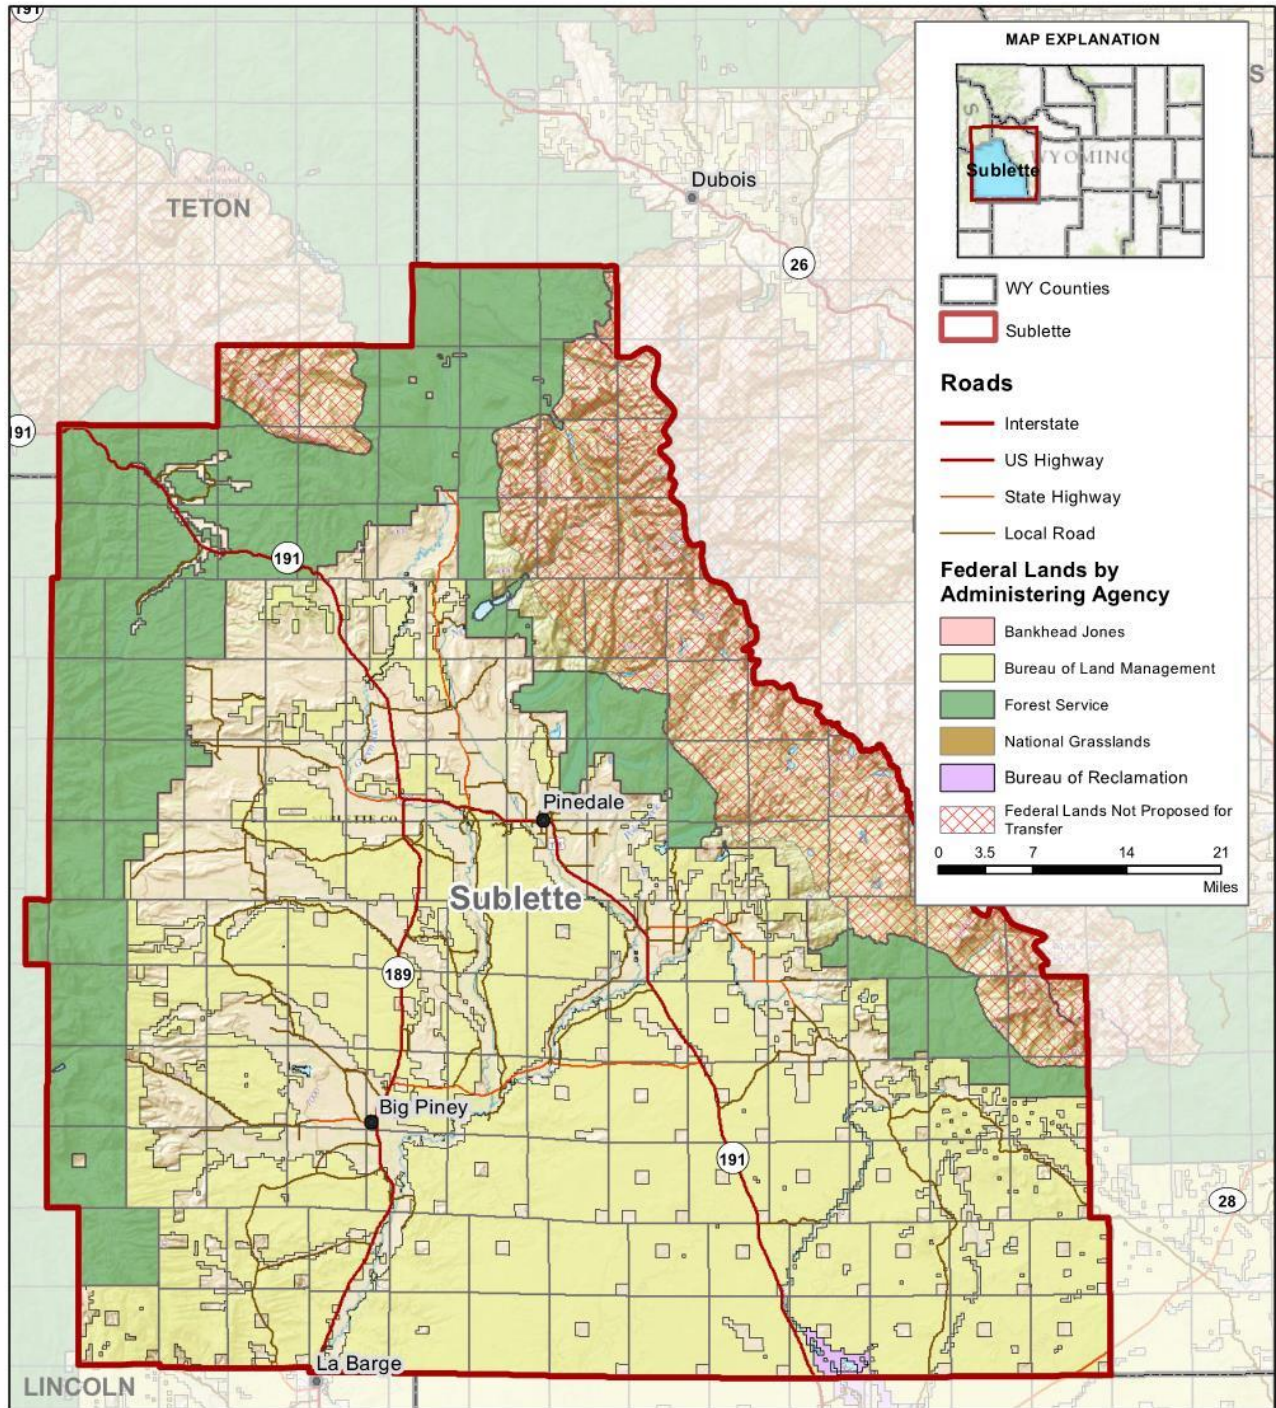 191
TETON
Dubois
26
191
191
Pinedale
Sublette
189
Big Piney
191
28
La Barge
LINCOLN
S
MAP EXPLANATION
S
WYOMING
Sublette
WY Counties
Sublette
Roads
Interstate
US Highway
State Highway
Local Road
Federal Lands by
Administering Agency
Bankhead Jones
Bureau of Land Management
Forest Service
National Grasslands
Bureau of Reclamation
Federal Lands Not Proposed for
Transfer
0 3.5 7 14 21
Miles